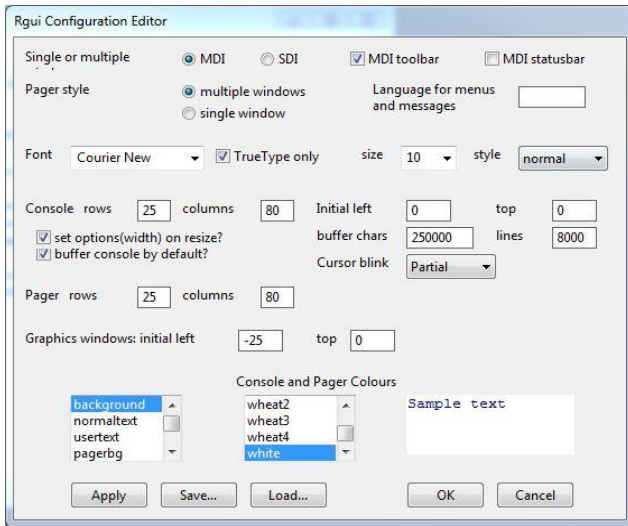 Rgui Configuration Editor
Single or multiple MDI SDI MDI toolbar MDI statusbar
Pager style multiple windows Language for menus
and messages
single window
Font Courier New TrueType only size 10 style normal
Console rows 25 columns 80 Initial left 0 top 0
set options(width) on resize? buffer chars 250000 lines 8000
buffer console by default? Cursor blink Partial
Pager rows 25 columns 80
Graphics windows: initial left -25 top 0
Console and Pager Colours
background wheat2 Sample text
normaltext wheat3
usertext wheat4
pagerbg white
Apply Save... Load... OK Cancel